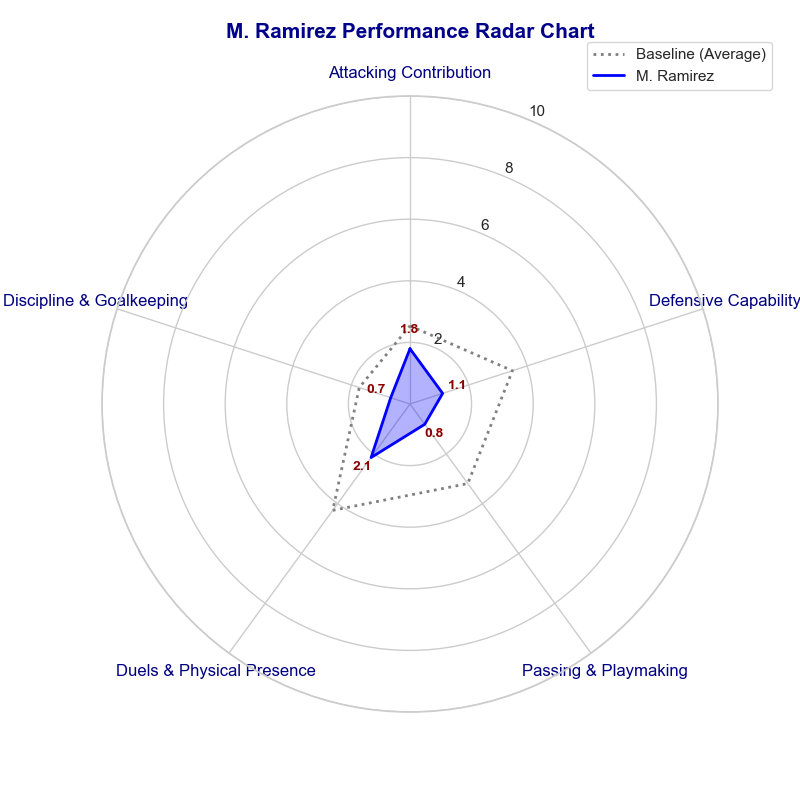 M. Ramirez Performance Radar Chart
Baseline (Average)
M. Ramirez
Attacking Contribution
10
8
6
4
2
Discipline & Goalkeeping
Defensive Capability
1.8
1.1
0.7
0.8
2.1
Duels & Physical Presence
Passing & Playmaking